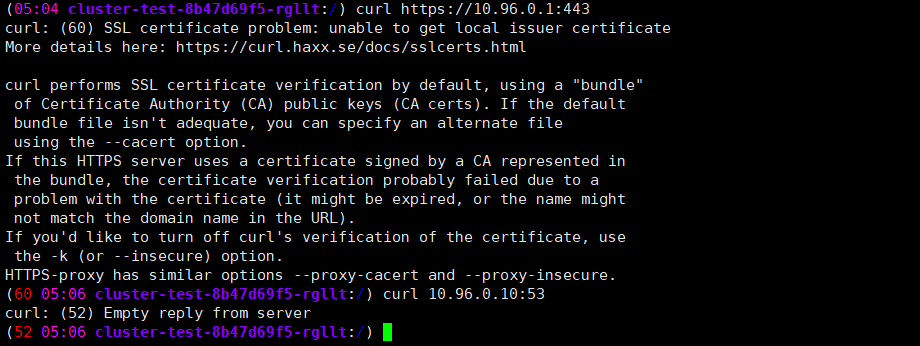 (05:04 cluster-test-8b47d69f5-rgllt:/) curl https://10.96.0.1:443
curl: (60) SSL certificate problem: unable to get local issuer certificate
More details here: https://curl.haxx.se/docs/sslcerts.html

curl performs SSL certificate verification by default, using a "bundle"
 of Certificate Authority (CA) public keys (CA certs). If the default
 bundle file isn't adequate, you can specify an alternate file
 using the --cacert option.
If this HTTPS server uses a certificate signed by a CA represented in
 the bundle, the certificate verification probably failed due to a
 problem with the certificate (it might be expired, or the name might
 not match the domain name in the URL).
If you'd like to turn off curl's verification of the certificate, use
 the -k (or --insecure) option.
HTTPS-proxy has similar options --proxy-cacert and --proxy-insecure.
(60 05:06 cluster-test-8b47d69f5-rgllt:/) curl 10.96.0.10:53
curl: (52) Empty reply from server
(52 05:06 cluster-test-8b47d69f5-rgllt:/)